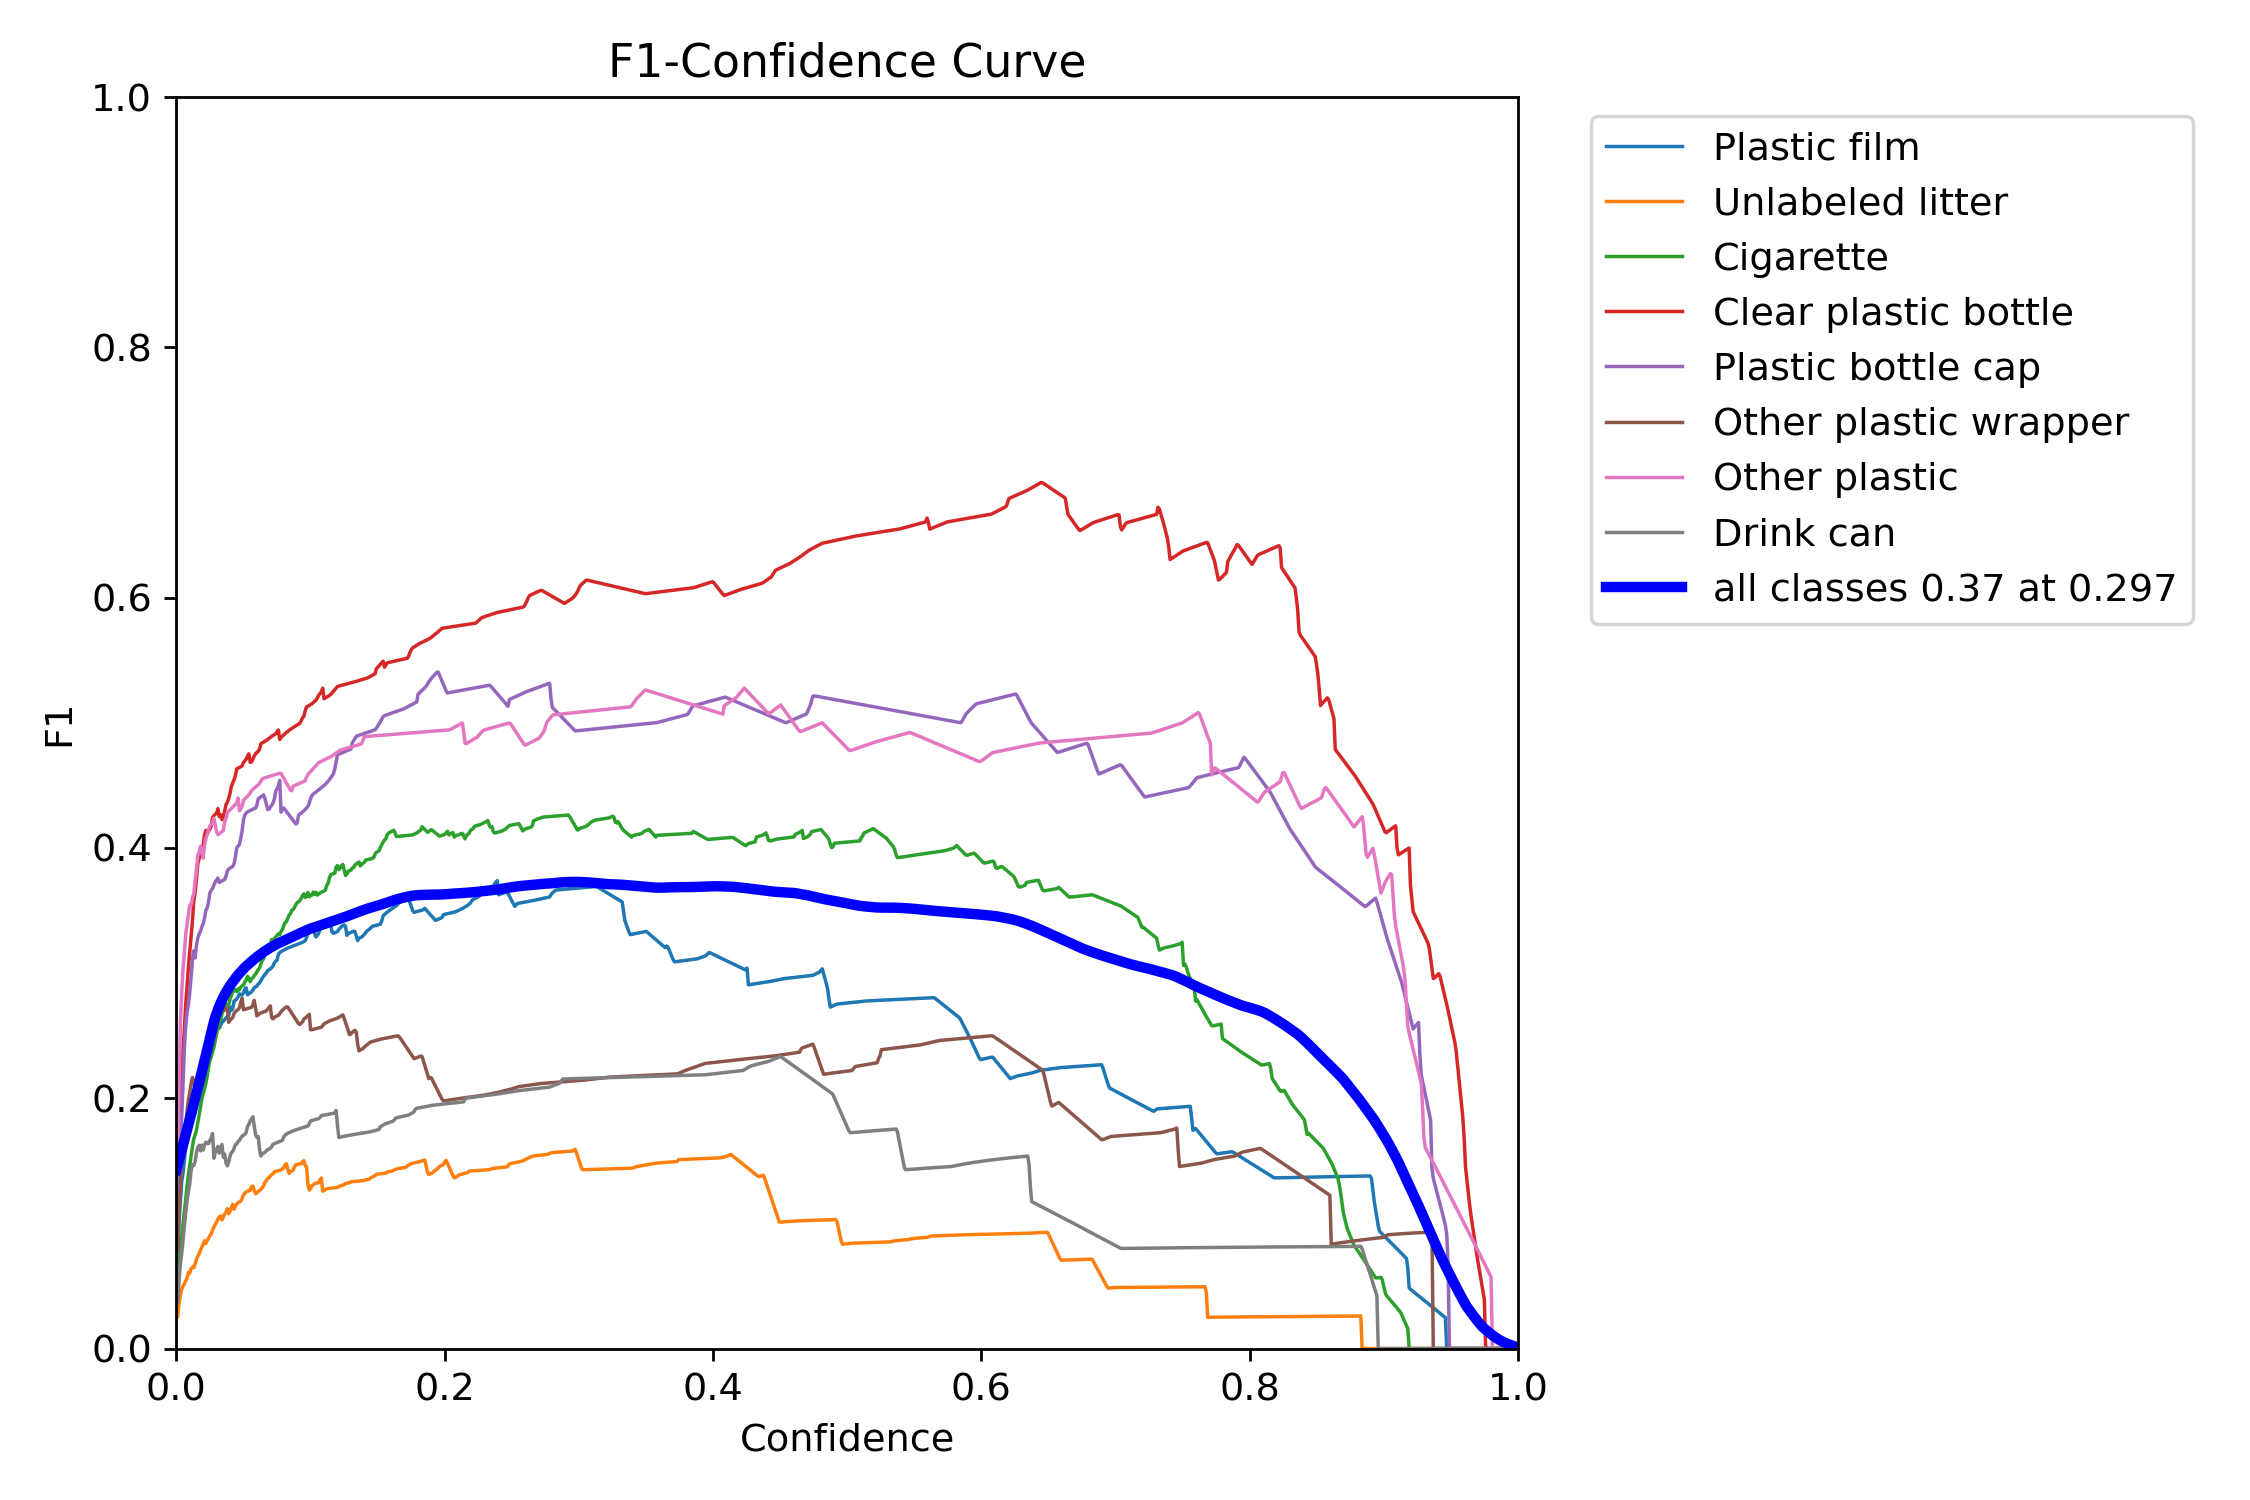 F1-Confidence Curve
1.0
0.8
0.6
0.4
0.2
0.0
F1
0.0 0.2 0.4 0.6 0.8 1.0
Confidence
Plastic film
Unlabeled litter
Cigarette
Clear plastic bottle
Plastic bottle cap
Other plastic wrapper
Other plastic
Drink can
all classes 0.37 at 0.297